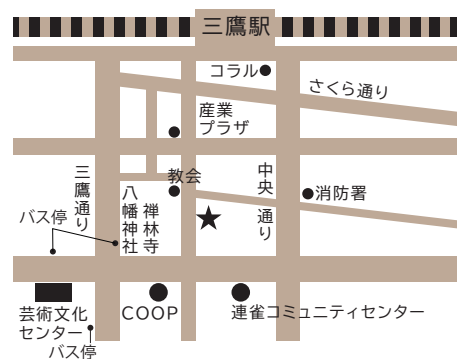 三鷹駅
コラル
さくら通り
産業
プラザ
三鷹通り
教会
中央通り
八幡神社
禅林寺
消防署
バス停
芸術文化
センター
COOP
連雀コミュニティセンター
バス停